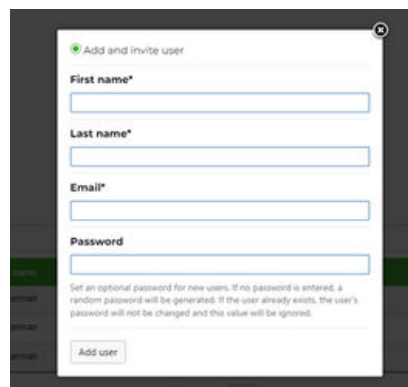 Add and invite user
First name*
Last name*
Email*
Password
Set an optional password for new users. If no password is entered, a
random password will be generated. If the user already exists, the user's
password will not be changed and this value will be ignored.
Add user